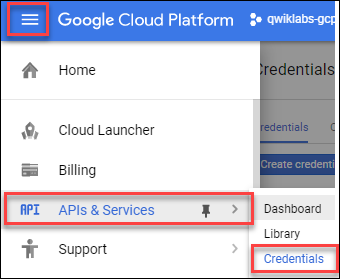 Google Cloud Platform
qwiklabs-gcp
Home
Credentials
Cloud Launcher
Credentials
Billing
Create credenti
API APIs & Services
Dashboard
Library
Support
Credentials